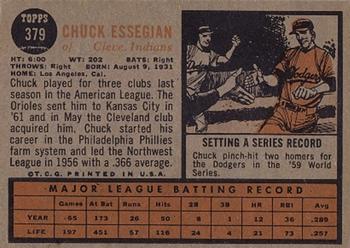 TOPPS
379
CHUCK ESSEGIAN
of Cleve. Indians
HT: 6:00 WT: 202 BATS: Right
THROWS: Right BORN: August 9, 1931
HOME: Los Angeles, Cal.
Chuck played for three clubs last
season in the American League. The
Orioles sent him to Kansas City in
'61 and in May the Cleveland club
acquired him. Chuck started his
career in the Philadelphia Phillies
farm system and led the Northwest
League in 1956 with a .366 average.
©T.C.G. PRINTED IN U.S.A.
Dodgers
SETTING A SERIES RECORD
Chuck pinch-hit two homers for
the Dodgers in the '59 World
Series.
MAJOR LEAGUE BATTING RECORD
Games At Bat Runs Hits 2B 3B H.R. RBI Avg.
YEAR -65 173 26 50 8 1 12 36 .289
LIFE 197 451 56 116 24 2 17 57 .257